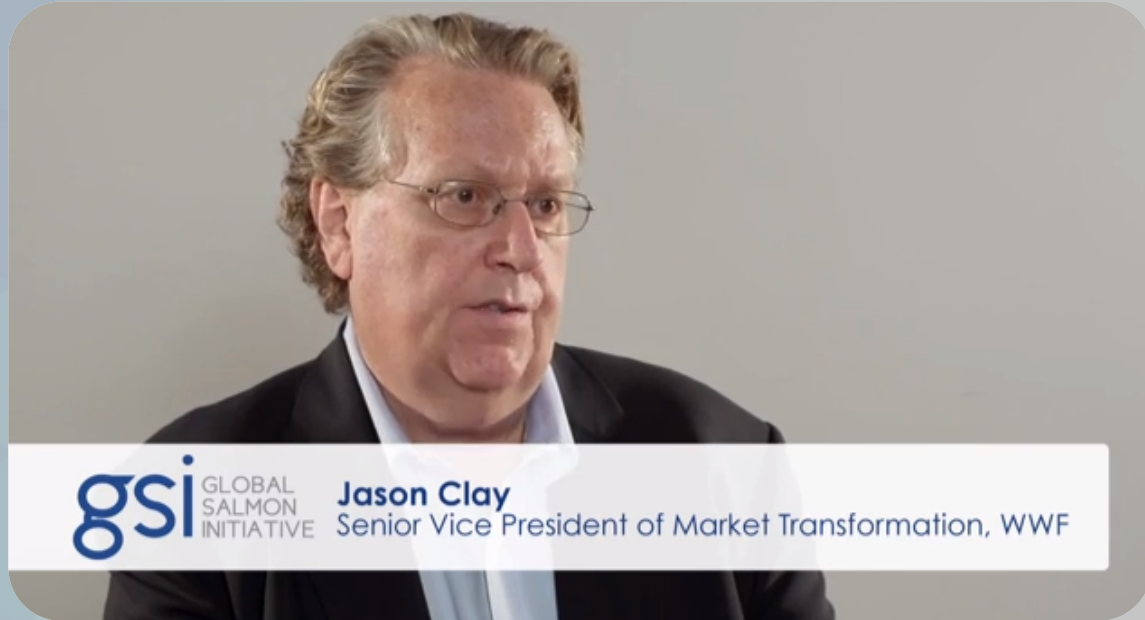 gsi
GLOBAL
SALMON
INITIATIVE
Jason Clay
Senior Vice President of Market Transformation, WWF